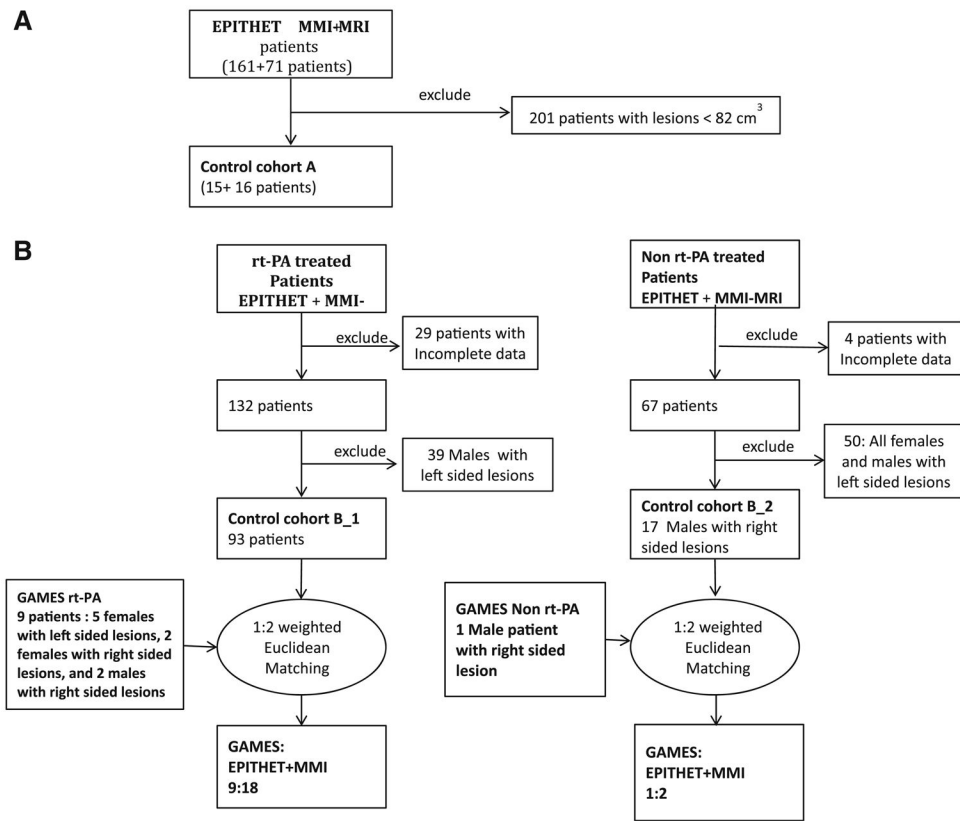 A
EPITHET MMI+MRI
patients
(161+71 patients)
exclude
201 patients with lesions < 82 cm³
Control cohort A
(15+ 16 patients)
B
rt-PA treated
Patients
EPITHET + MMI-
exclude
29 patients with
Incomplete data
132 patients
exclude
39 Males with
left sided lesions
Control cohort B_1
93 patients
GAMES rt-PA
9 patients : 5 females
with left sided lesions, 2
females with right sided
lesions, and 2 males
with right sided lesions
1:2 weighted
Euclidean
Matching
GAMES:
EPITHET+MMI
9:18
Non rt-PA treated
Patients
EPITHET + MMI-MRI
exclude
4 patients with
Incomplete data
67 patients
exclude
50: All females
and males with
left sided lesions
Control cohort B_2
17 Males with right
sided lesions
GAMES Non rt-PA
1 Male patient
with right sided
lesion
1:2 weighted
Euclidean
Matching
GAMES:
EPITHET+MMI
1:2